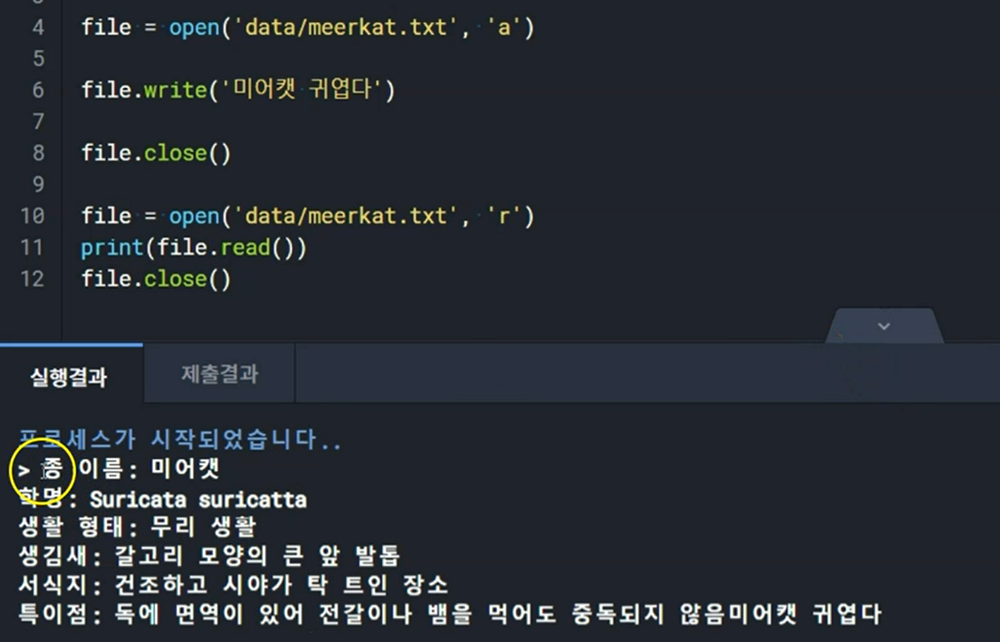 4 file = open('data/meerkat.txt', 'a')
5
6 file.write('미어캣 귀엽다')
7
8 file.close()
9
10 file = open('data/meerkat.txt', 'r')
11 print(file.read())
12 file.close()
실행결과 제출결과
프로세스가 시작되었습니다..
> 종 이름: 미어캣
학명: Suricata suricatta
생활 형태: 무리 생활
생김새: 갈고리 모양의 큰 앞 발톱
서식지: 건조하고 시야가 탁 트인 장소
특이점: 독에 면역이 있어 전갈이나 뱀을 먹어도 중독되지 않음미어캣 귀엽다